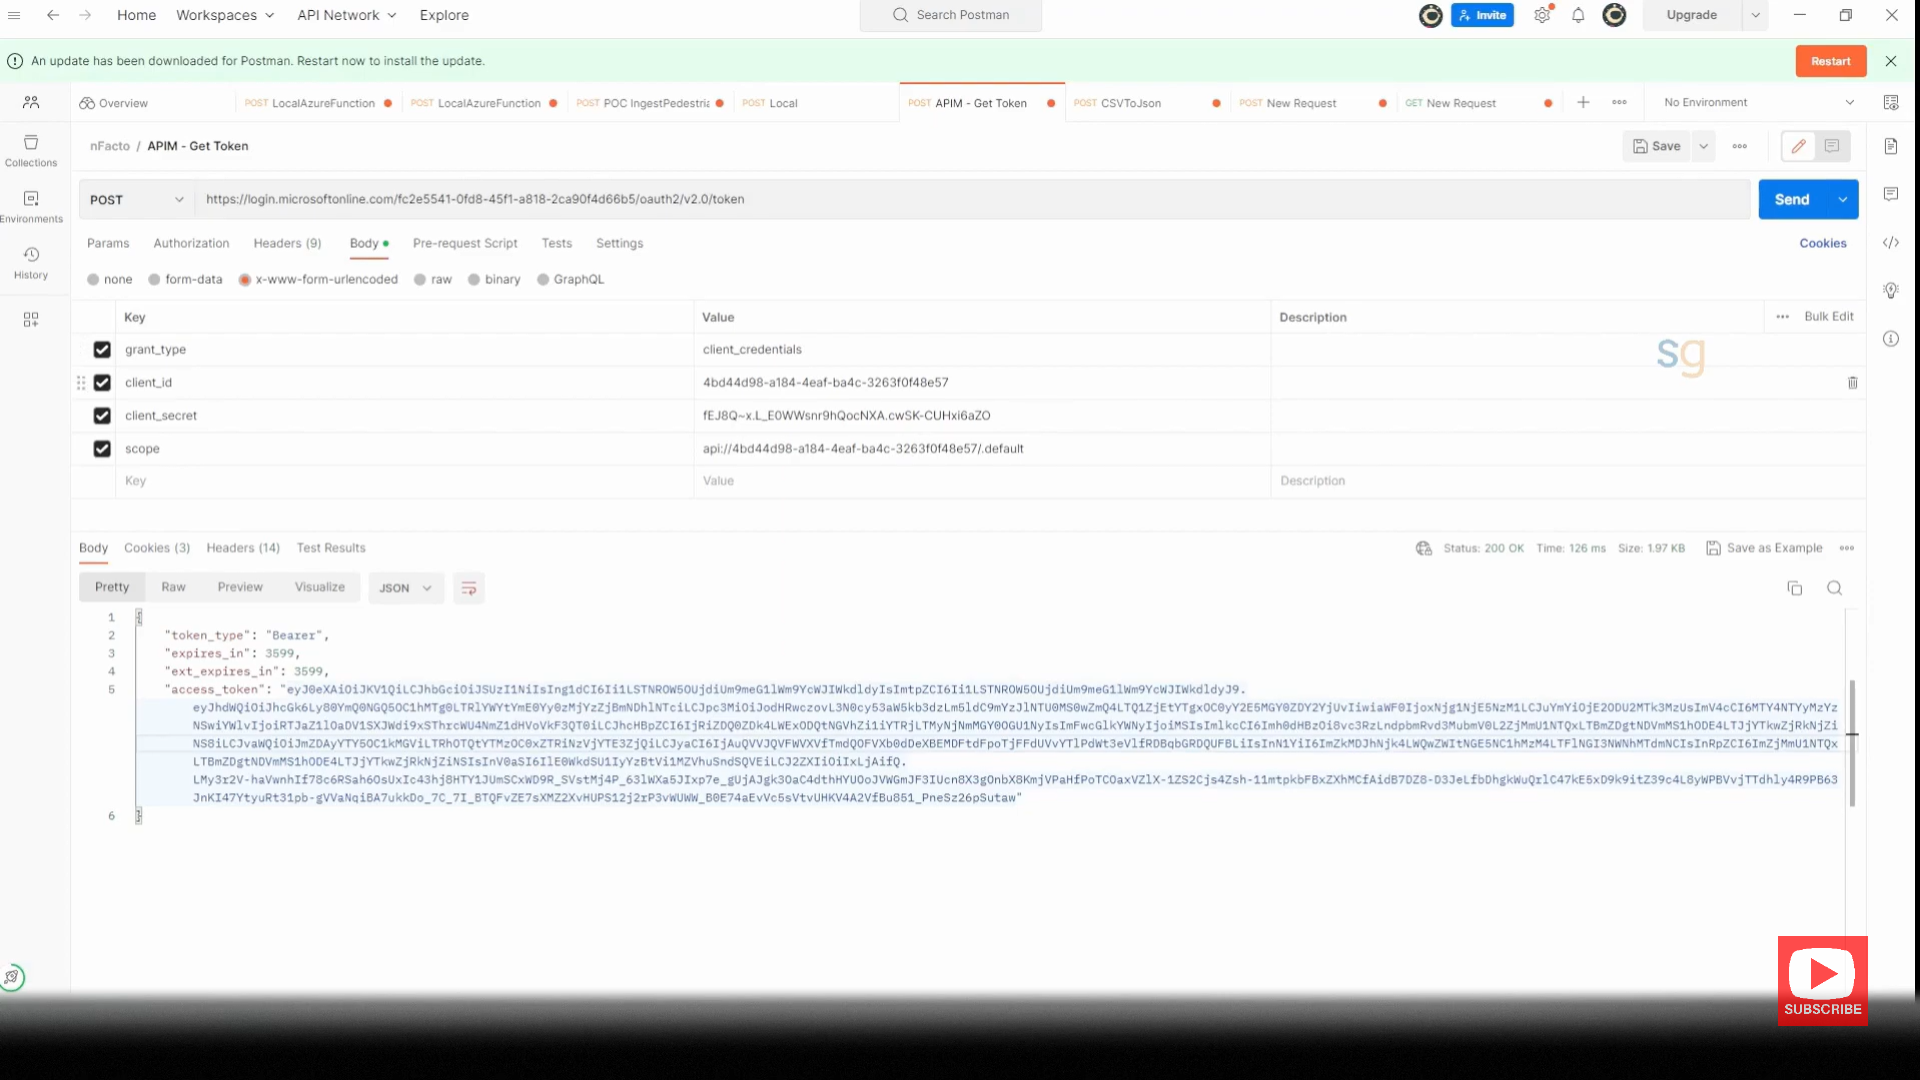 Home Workspaces API Network Explore Search Postman Invite Upgrade
An update has been downloaded for Postman. Restart now to install the update. Restart
Overview POST LocalAzureFunction POST LocalAzureFunction POST POC IngestPedestria POST Local POST APIM - Get Token POST CSVToJson POST New Request GET New Request No Environment
Collections
Environments
History
nFacto / APIM - Get Token Save
POST https://login.microsoftonline.com/fc2e5541-0fd8-45f1-a818-2ca90f4d66b5/oauth2/v2.0/token Send
Params Authorization Headers (9) Body Pre-request Script Tests Settings Cookies
none form-data x-www-form-urlencoded raw binary GraphQL
Key Value Description Bulk Edit
grant_type client_credentials
sg
client_id 4bd44d98-a184-4eaf-ba4c-3263f0f48e57
client_secret
scope api://4bd44d98-a184-4eaf-ba4c-3263f0f48e57/.default
Key Value Description
Body Cookies (3) Headers (14) Test Results Status: 200 OK Time: 126 ms Size: 1.97 KB Save as Example
Pretty Raw Preview Visualize JSON
1 {
2 "token_type": "Bearer",
3 "expires_in": 3599,
4 "ext_expires_in": 3599,
5 "access_token":
6 }
SUBSCRIBE